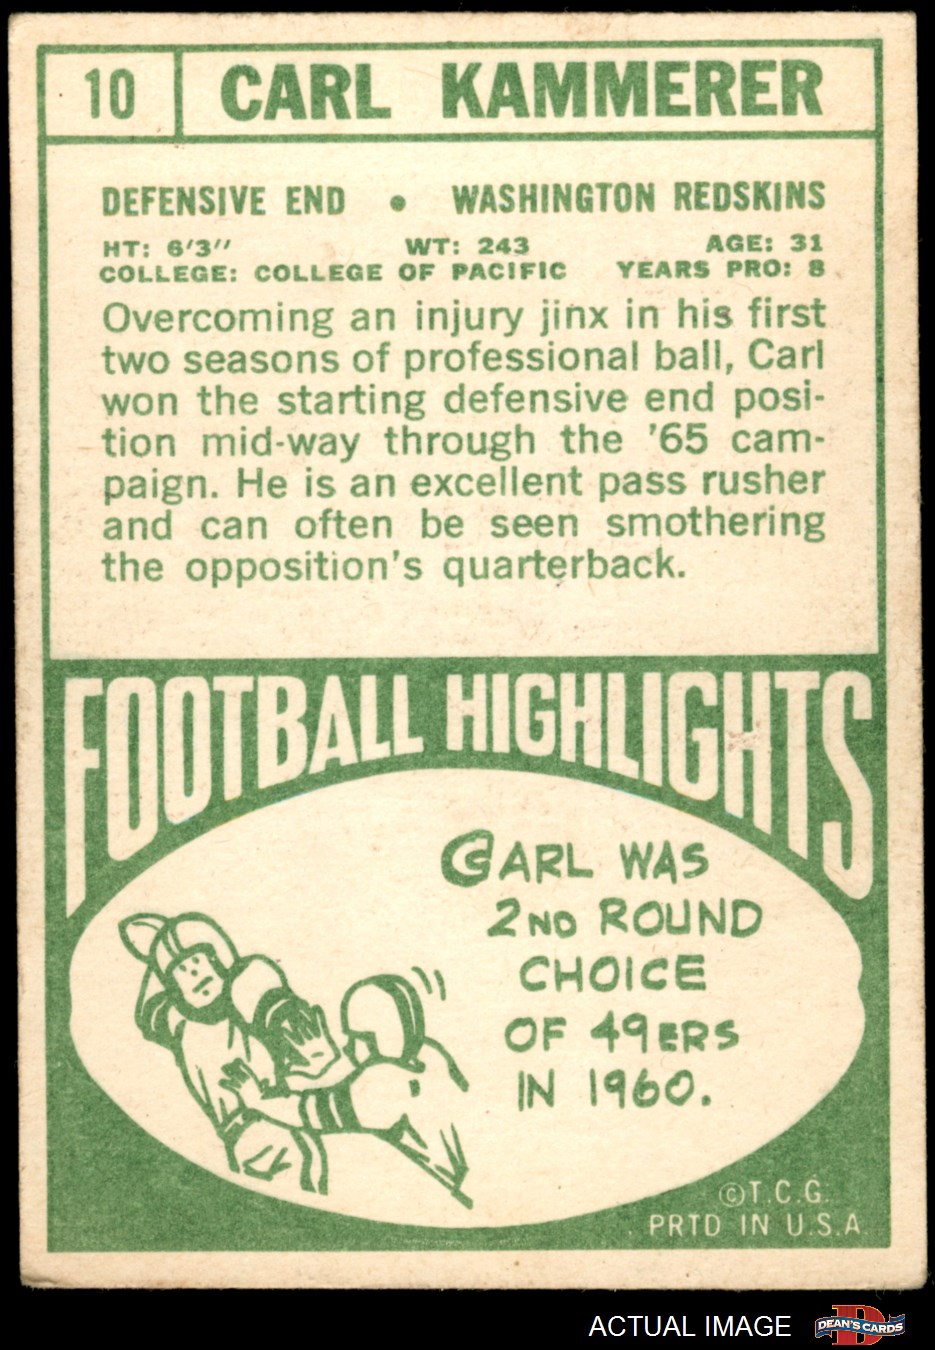 10 CARL KAMMERER
DEFENSIVE END • WASHINGTON REDSKINS
HT: 6'3" WT: 243 AGE: 31
COLLEGE: COLLEGE OF PACIFIC YEARS PRO: 8
Overcoming an injury jinx in his first
two seasons of professional ball, Carl
won the starting defensive end posi-
tion mid-way through the '65 cam-
paign. He is an excellent pass rusher
and can often be seen smothering
the opposition's quarterback.
FOOTBALL HIGHLIGHTS
CARL WAS
2ND ROUND
CHOICE
OF 49ERS
IN 1960.
©T.C.G.
PRTD IN U.S.A.
ACTUAL IMAGE
D
DEAN'S CARDS